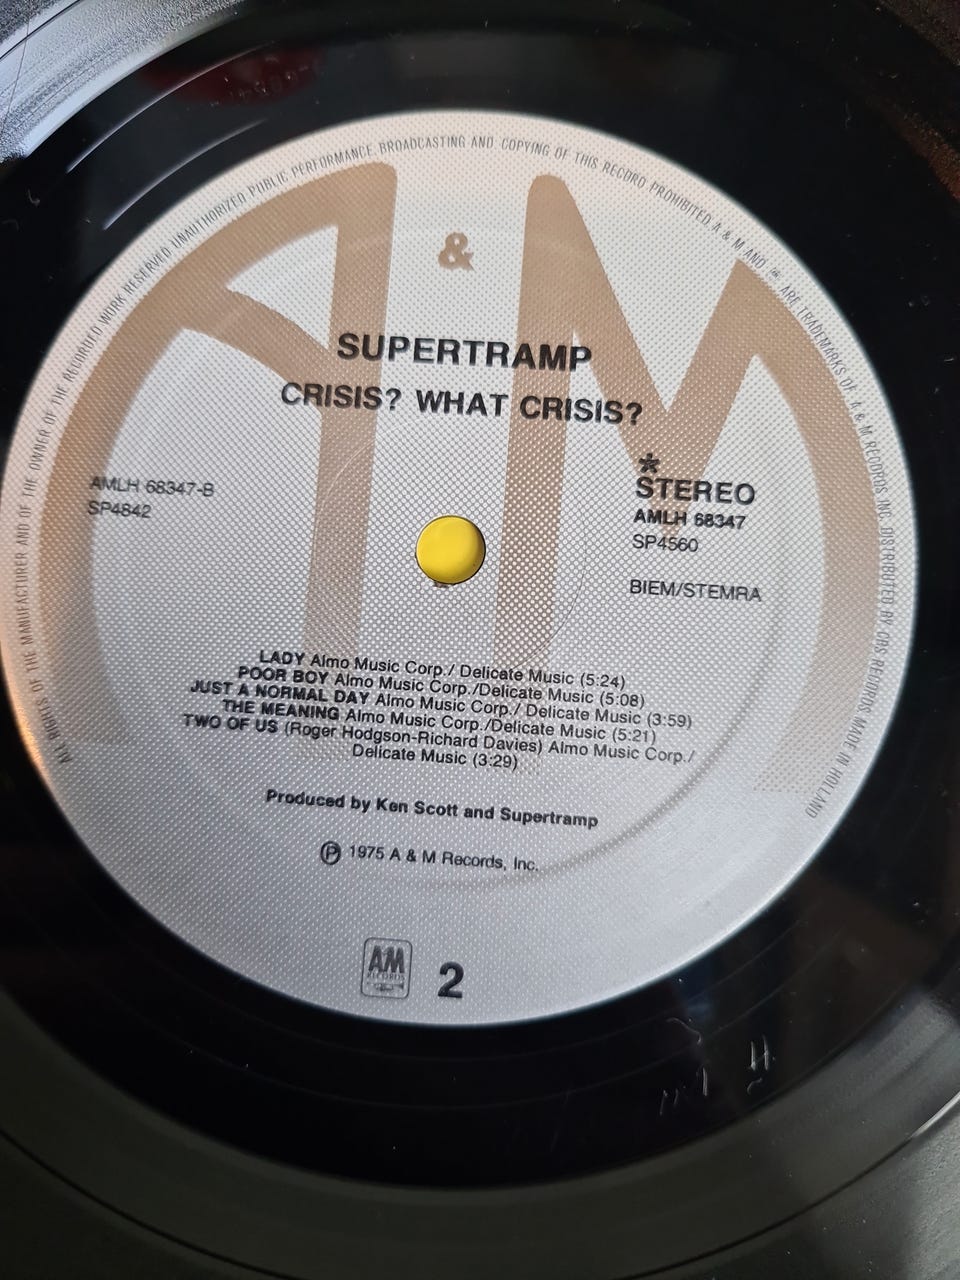 ALL RIGHTS OF THE MANUFACTURER AND OF THE OWNER OF THE RECORDED WORK RESERVED UNAUTHORIZED PUBLIC PERFORMANCE BROADCASTING AND COPYING OF THIS RECORD PROHIBITED. A & M AND ™ ARE TRADEMARKS OF A & M RECORDS INC. DISTRIBUTED BY CBS RECORDS MADE IN HOLLAND
A & M
SUPERTRAMP
CRISIS? WHAT CRISIS?
AMLH 68347-B
SP4842
STEREO
AMLH 68347
SP4560
BIEM/STEMRA
LADY Almo Music Corp./ Delicate Music (5:24)
POOR BOY Almo Music Corp./Delicate Music (5:08)
JUST A NORMAL DAY Almo Music Corp./ Delicate Music (3:59)
THE MEANING Almo Music Corp./Delicate Music (5:21)
TWO OF US (Roger Hodgson-Richard Davies) Almo Music Corp./
Delicate Music (3:29)
Produced by Ken Scott and Supertramp
℗ 1975 A & M Records, Inc.
AM
RECORDS
2